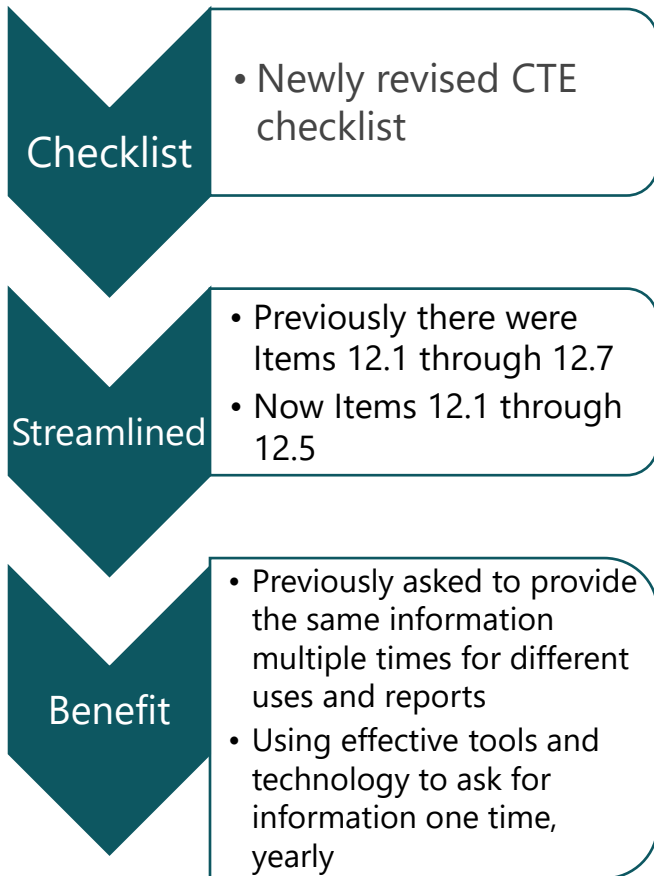 Checklist
• Newly revised CTE
checklist
Streamlined
• Previously there were
Items 12.1 through 12.7
• Now Items 12.1 through
12.5
Benefit
• Previously asked to provide
the same information
multiple times for different
uses and reports
• Using effective tools and
technology to ask for
information one time,
yearly